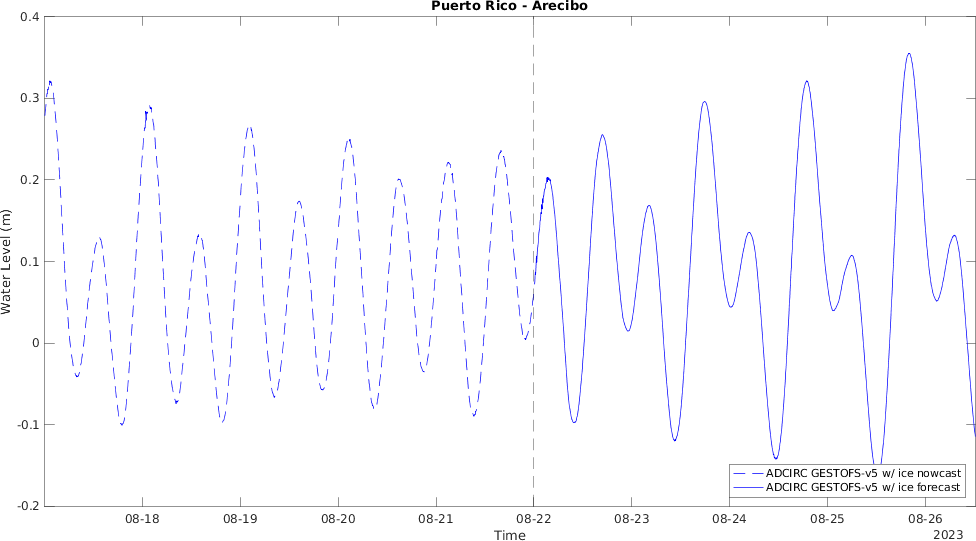 Puerto Rico - Arecibo
0.4
0.3
0.2
0.1
0
-0.1
-0.2
Water Level (m)
ADCIRC GESTOFS-v5 w/ ice nowcast
ADCIRC GESTOFS-v5 w/ ice forecast
08-18 08-19 08-20 08-21 08-22 08-23 08-24 08-25 08-26
Time
2023